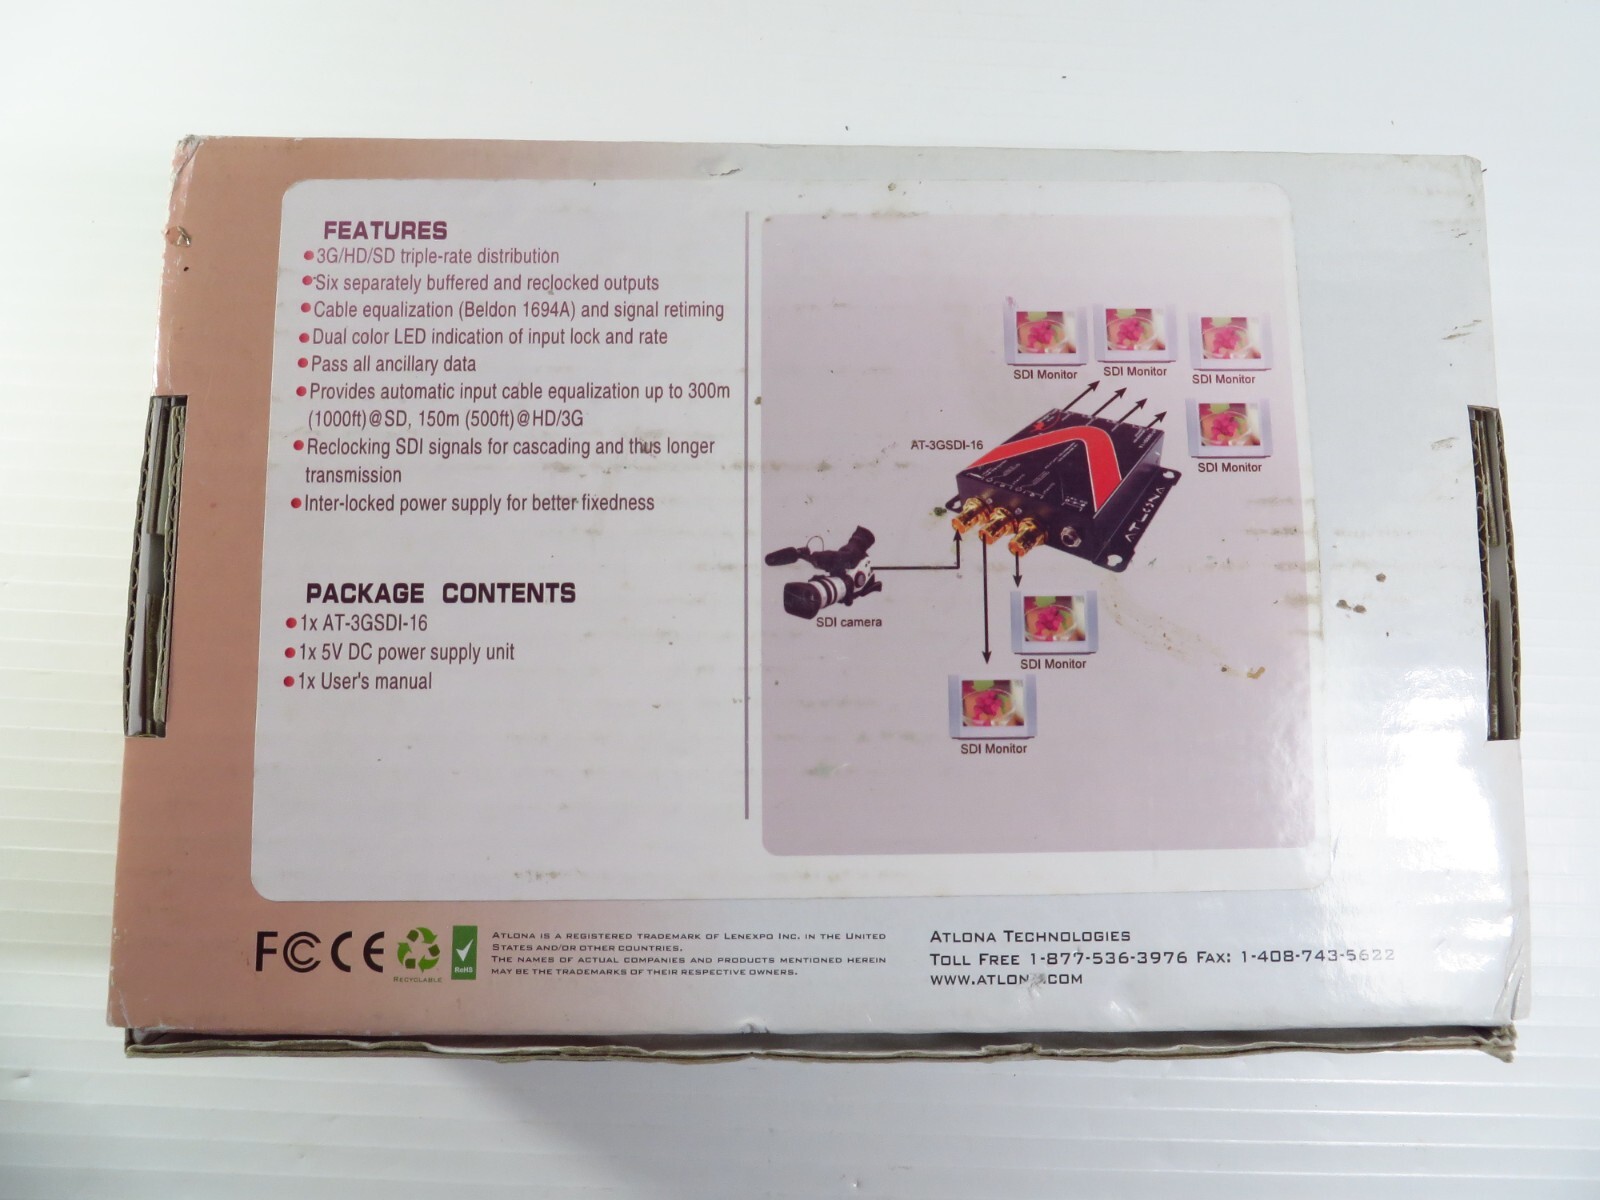 FEATURES
3G/HD/SD triple-rate distribution
Six separately buffered and reclocked outputs
Cable equalization (Beldon 1694A) and signal retiming
Dual color LED indication of input lock and rate
Pass all ancillary data
Provides automatic input cable equalization up to 300m
(1000ft)@SD, 150m (500ft)@HD/3G
Reclocking SDI signals for cascading and thus longer
transmission
Inter-locked power supply for better fixedness
PACKAGE CONTENTS
1x AT-3GSDI-16
1x 5V DC power supply unit
1x User's manual
SDI Monitor
SDI Monitor
SDI Monitor
SDI Monitor
AT-3GSDI-16
ATLONA
SDI camera
SDI Monitor
SDI Monitor
FC CE
RECYCLABLE
RoHS
ATLONA IS A REGISTERED TRADEMARK OF LENEXPO INC. IN THE UNITED
STATES AND/OR OTHER COUNTRIES.
THE NAMES OF ACTUAL COMPANIES AND PRODUCTS MENTIONED HEREIN
MAY BE THE TRADEMARKS OF THEIR RESPECTIVE OWNERS.
ATLONA TECHNOLOGIES
TOLL FREE 1-877-536-3976 FAX: 1-408-743-5622
WWW.ATLONA.COM